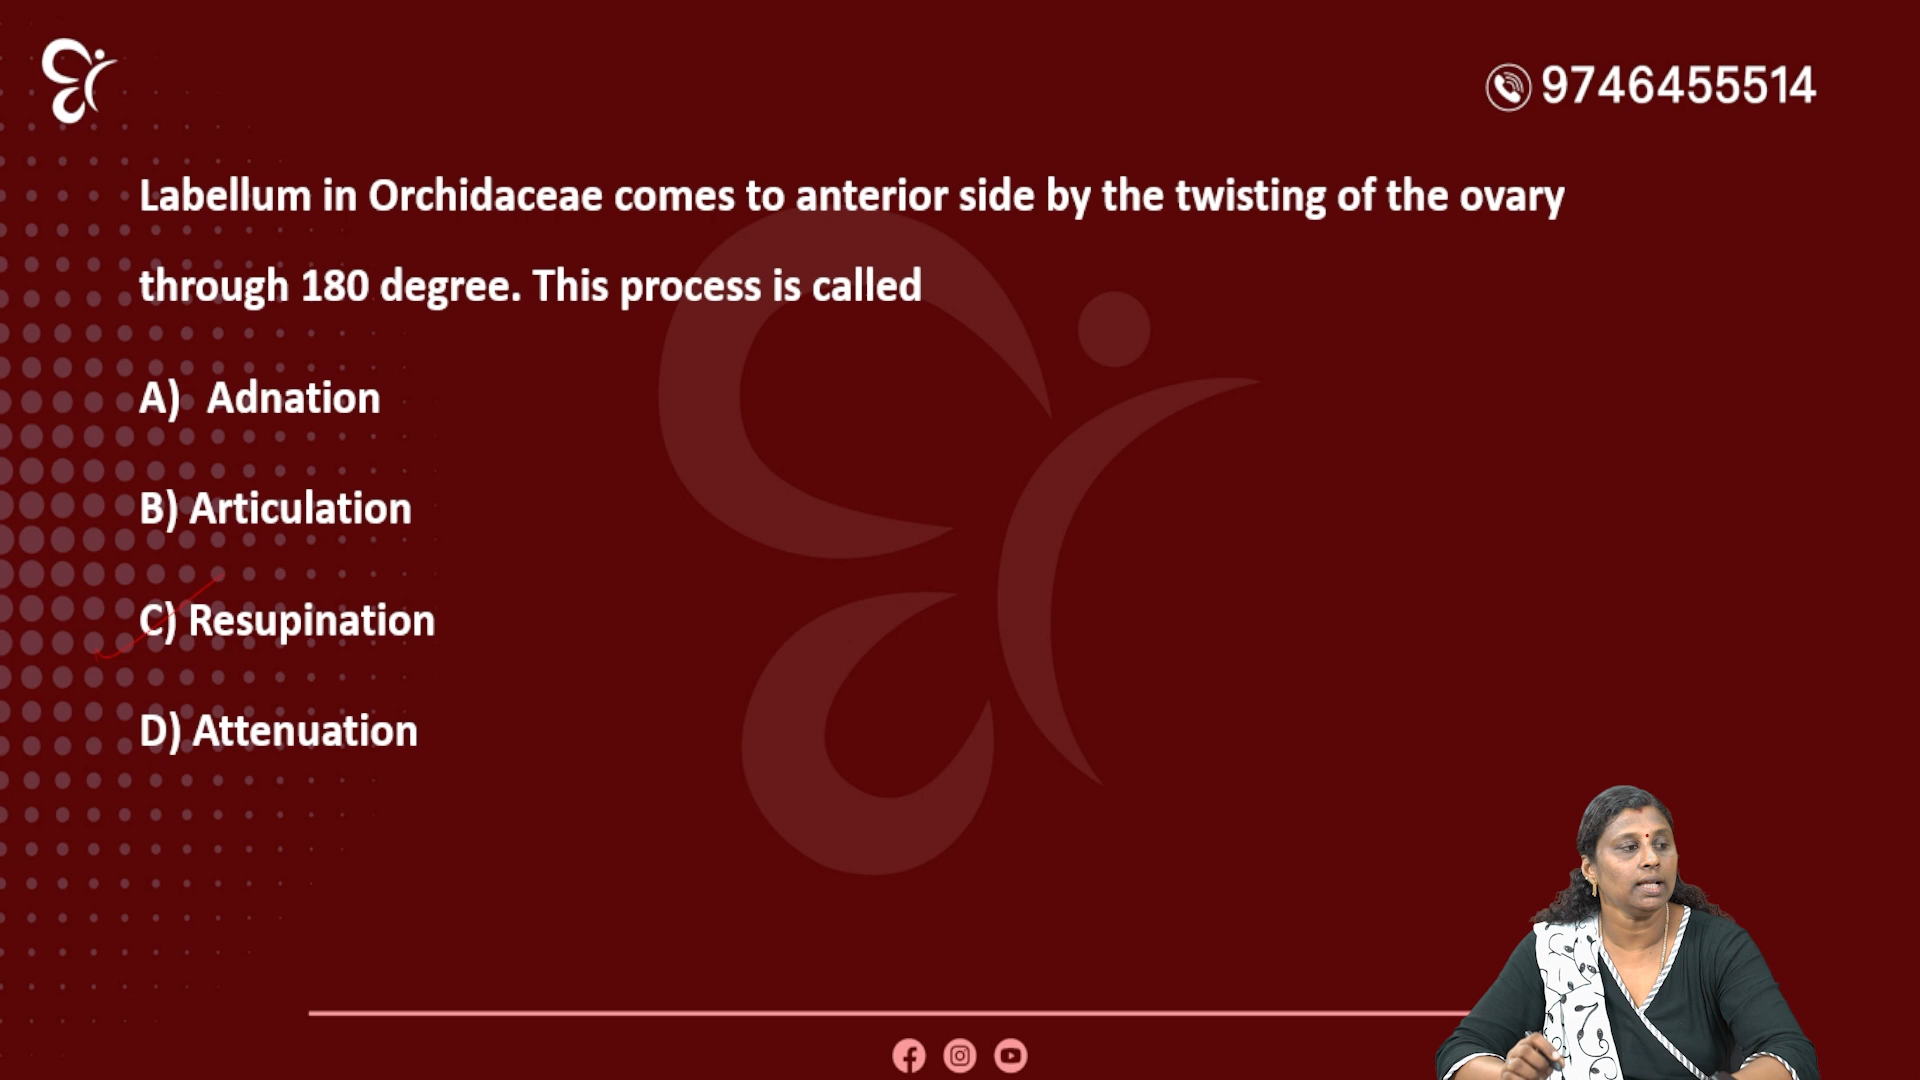 9746455514
Labellum in Orchidaceae comes to anterior side by the twisting of the ovary
through 180 degree. This process is called
A) Adnation
B) Articulation
C) Resupination
D) Attenuation